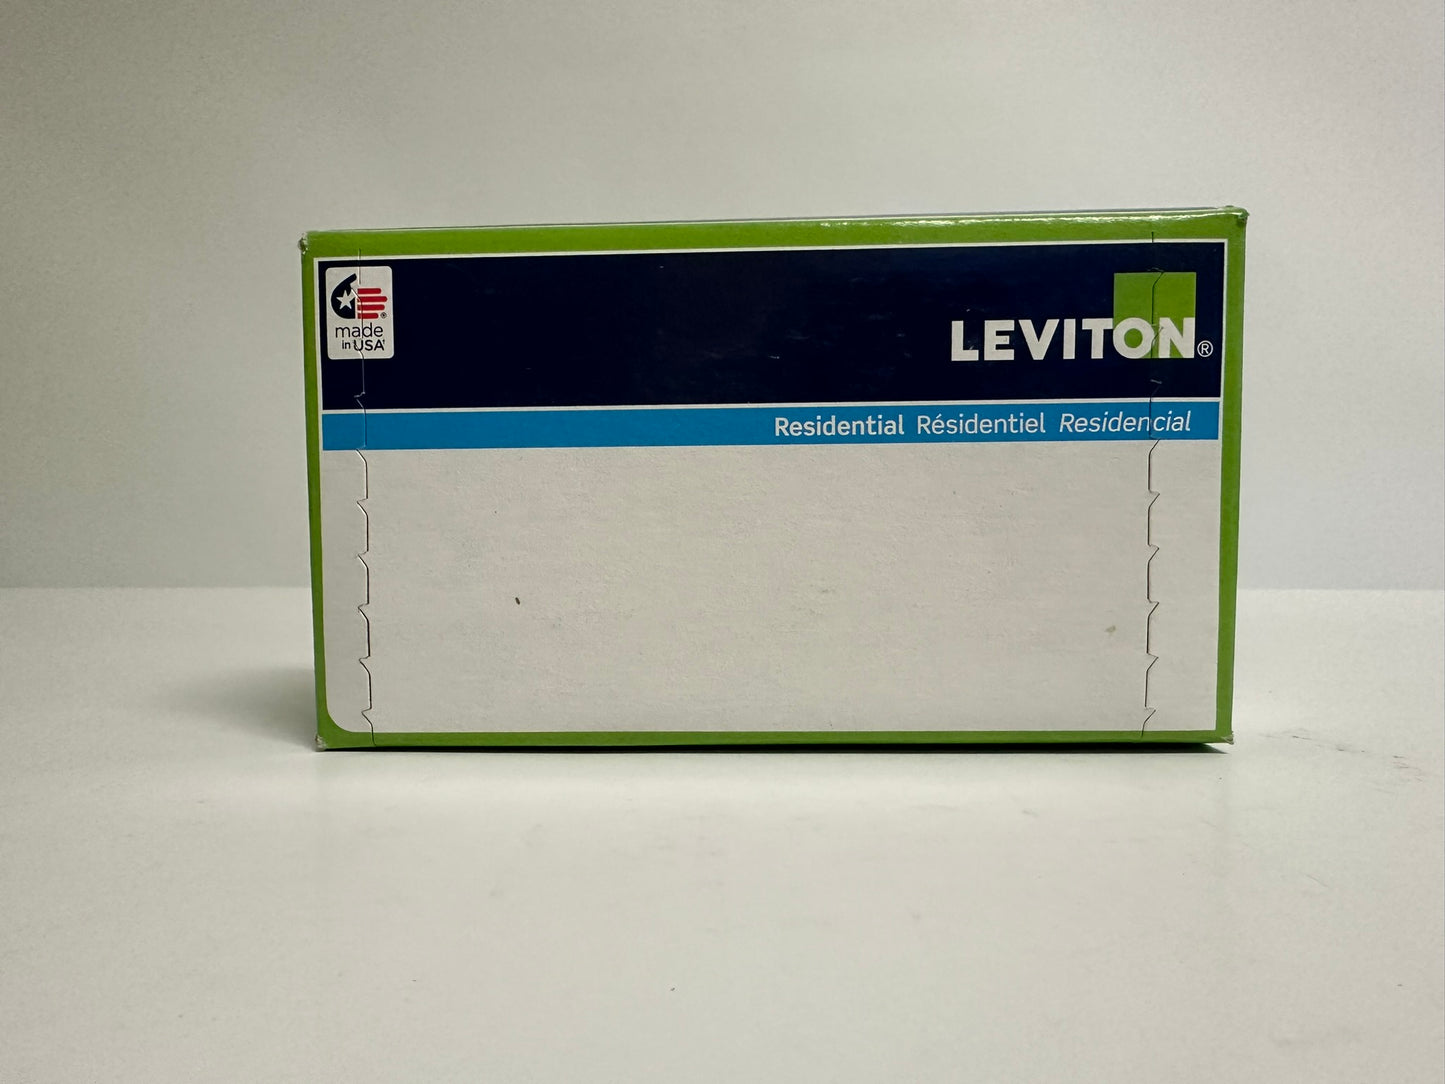 made
in USA†
LEVITON®
Residential Résidentiel Residencial